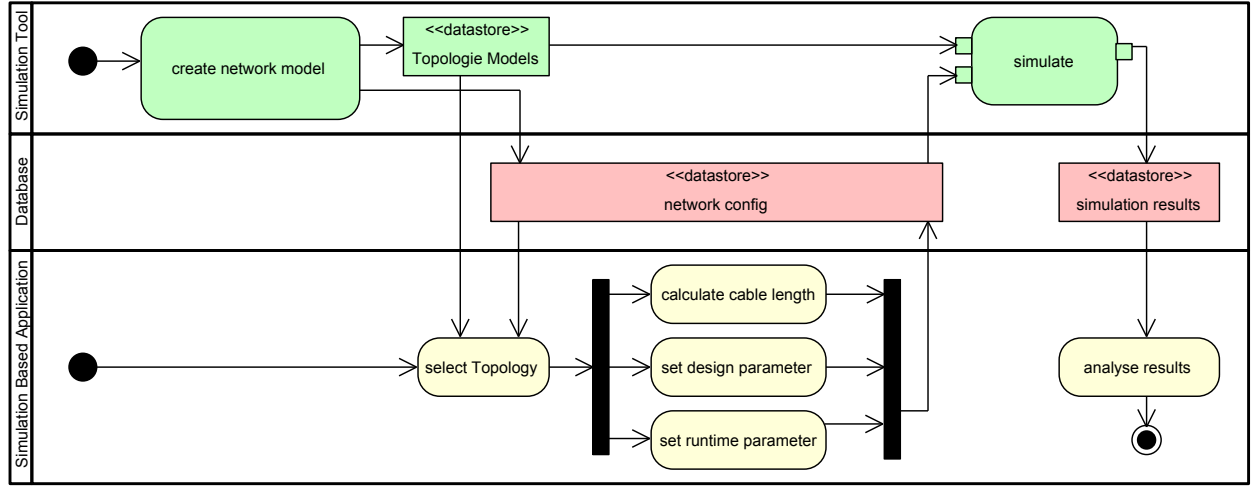 Simulation Tool
create network model
<<datastore>>
Topologie Models
simulate
Database
<<datastore>>
network config
<<datastore>>
simulation results
Simulation Based Application
calculate cable length
select Topology
set design parameter
analyse results
set runtime parameter